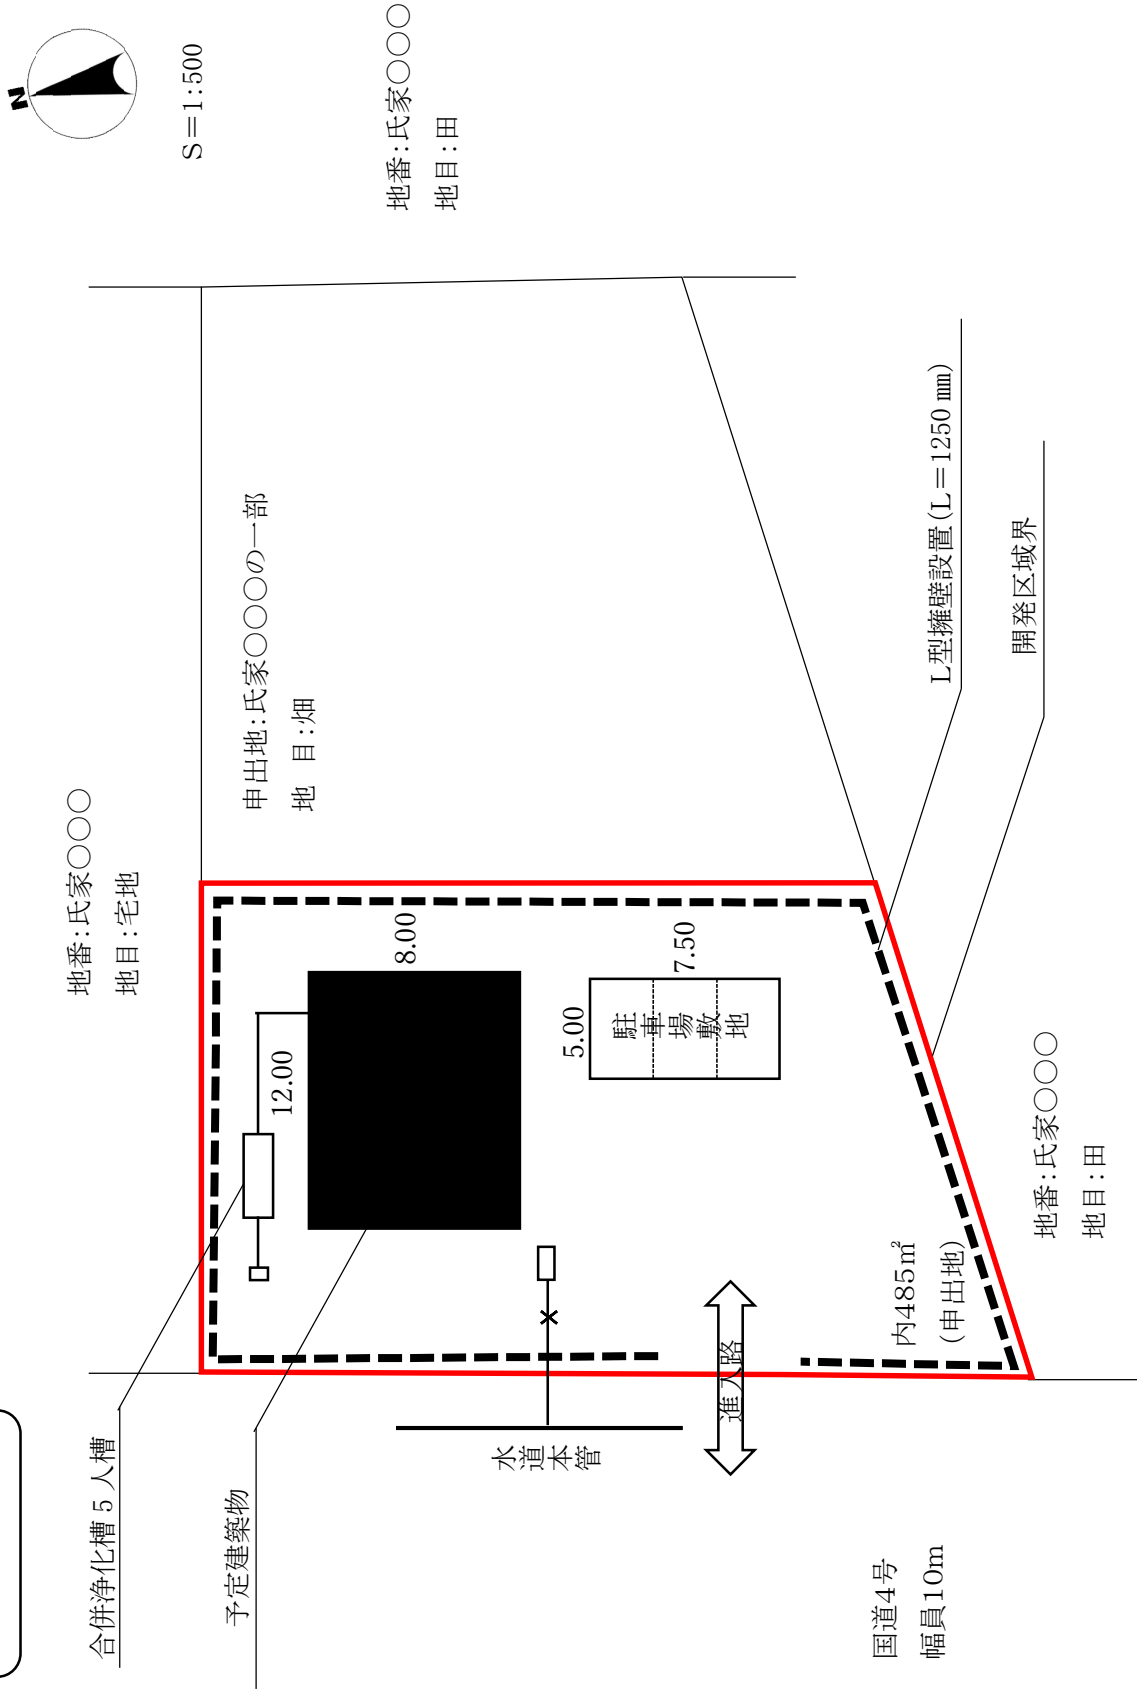 N
S＝1:500
地番:氏家○○○
地目:田
地番:氏家○○○
地目:宅地
申出地:氏家○○○の一部
地　目:畑
L型擁壁設置(L＝1250㎜)
開発区域界
合併浄化槽5人槽
予定建築物
12.00
8.00
5.00
7.50
駐車場敷地
水道本管
進入路
内485㎡
(申出地)
地番:氏家○○○
地目:田
国道4号
幅員10m